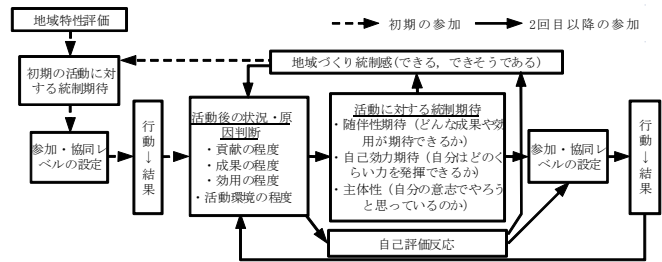 地域特性評価
初期の参加
2回目以降の参加
地域づくり統制感(できる，できそうである)
初期の活動に対
する統制期待
参加・協同レ
ベルの設定
行動↓結果
活動後の状況・原
因判断
・貢献の程度
・成果の程度
・効用の程度
・活動環境の程度
活動に対する統制期待
・随伴性期待（どんな成果や効
用が期待できるか）
・自己効力期待（自分はどのく
らい力を発揮できるか）
・主体性（自分の意志でやろう
と思っているのか）
自己評価反応
参加・協同レ
ベルの設定
行動↓結果